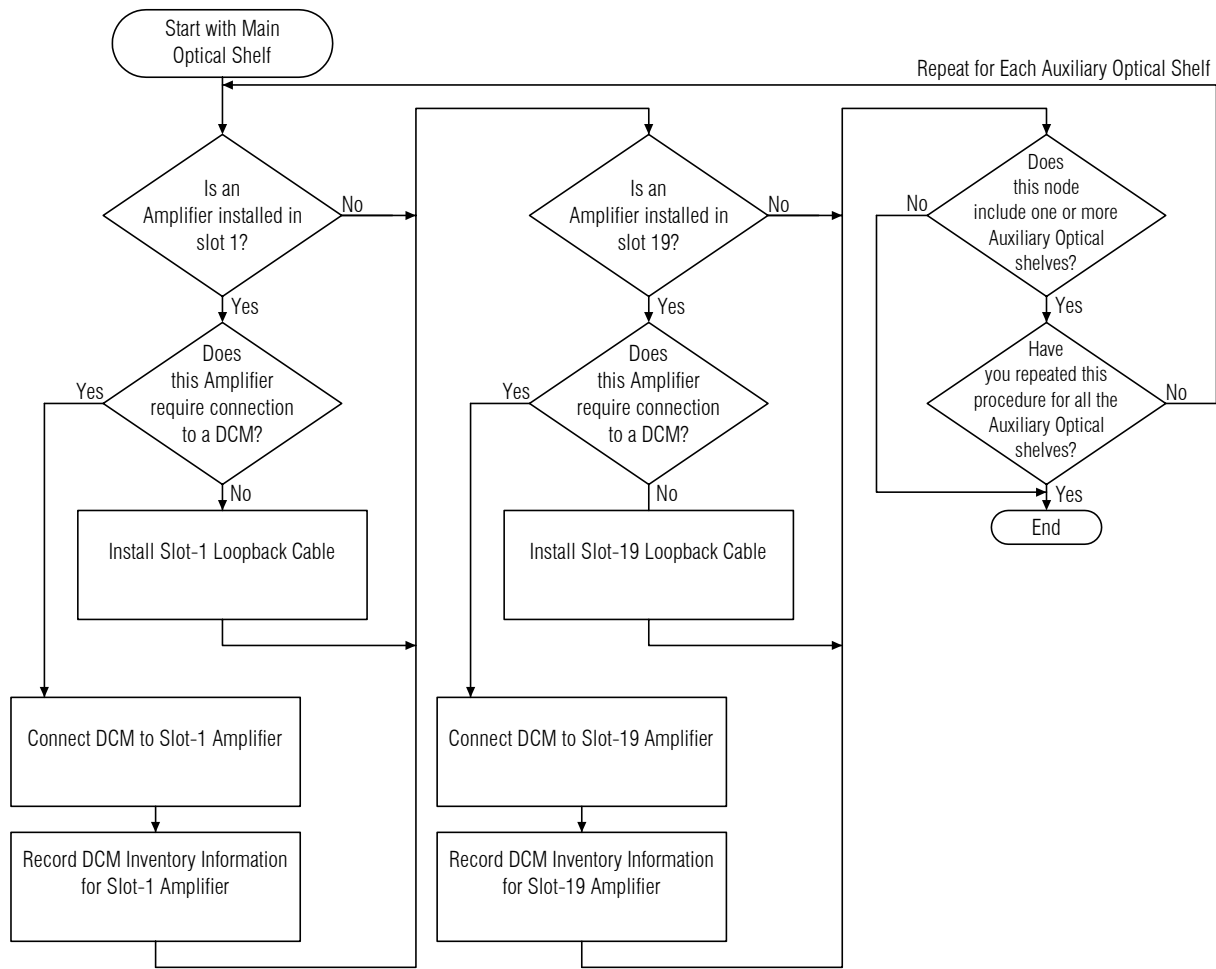 Start with Main
Optical Shelf
Repeat for Each Auxiliary Optical Shelf
Is an
Amplifier installed in
slot 1?
No
Yes
Does
this Amplifier
require connection
to a DCM?
Yes
No
Install Slot-1 Loopback Cable
Connect DCM to Slot-1 Amplifier
Record DCM Inventory Information
for Slot-1 Amplifier
Is an
Amplifier installed in
slot 19?
No
Yes
Does
this Amplifier
require connection
to a DCM?
Yes
No
Install Slot-19 Loopback Cable
Connect DCM to Slot-19 Amplifier
Record DCM Inventory Information
for Slot-19 Amplifier
Does
this node
include one or more
Auxiliary Optical
shelves?
No
Yes
Have
you repeated this
procedure for all the
Auxiliary Optical
shelves?
No
Yes
End